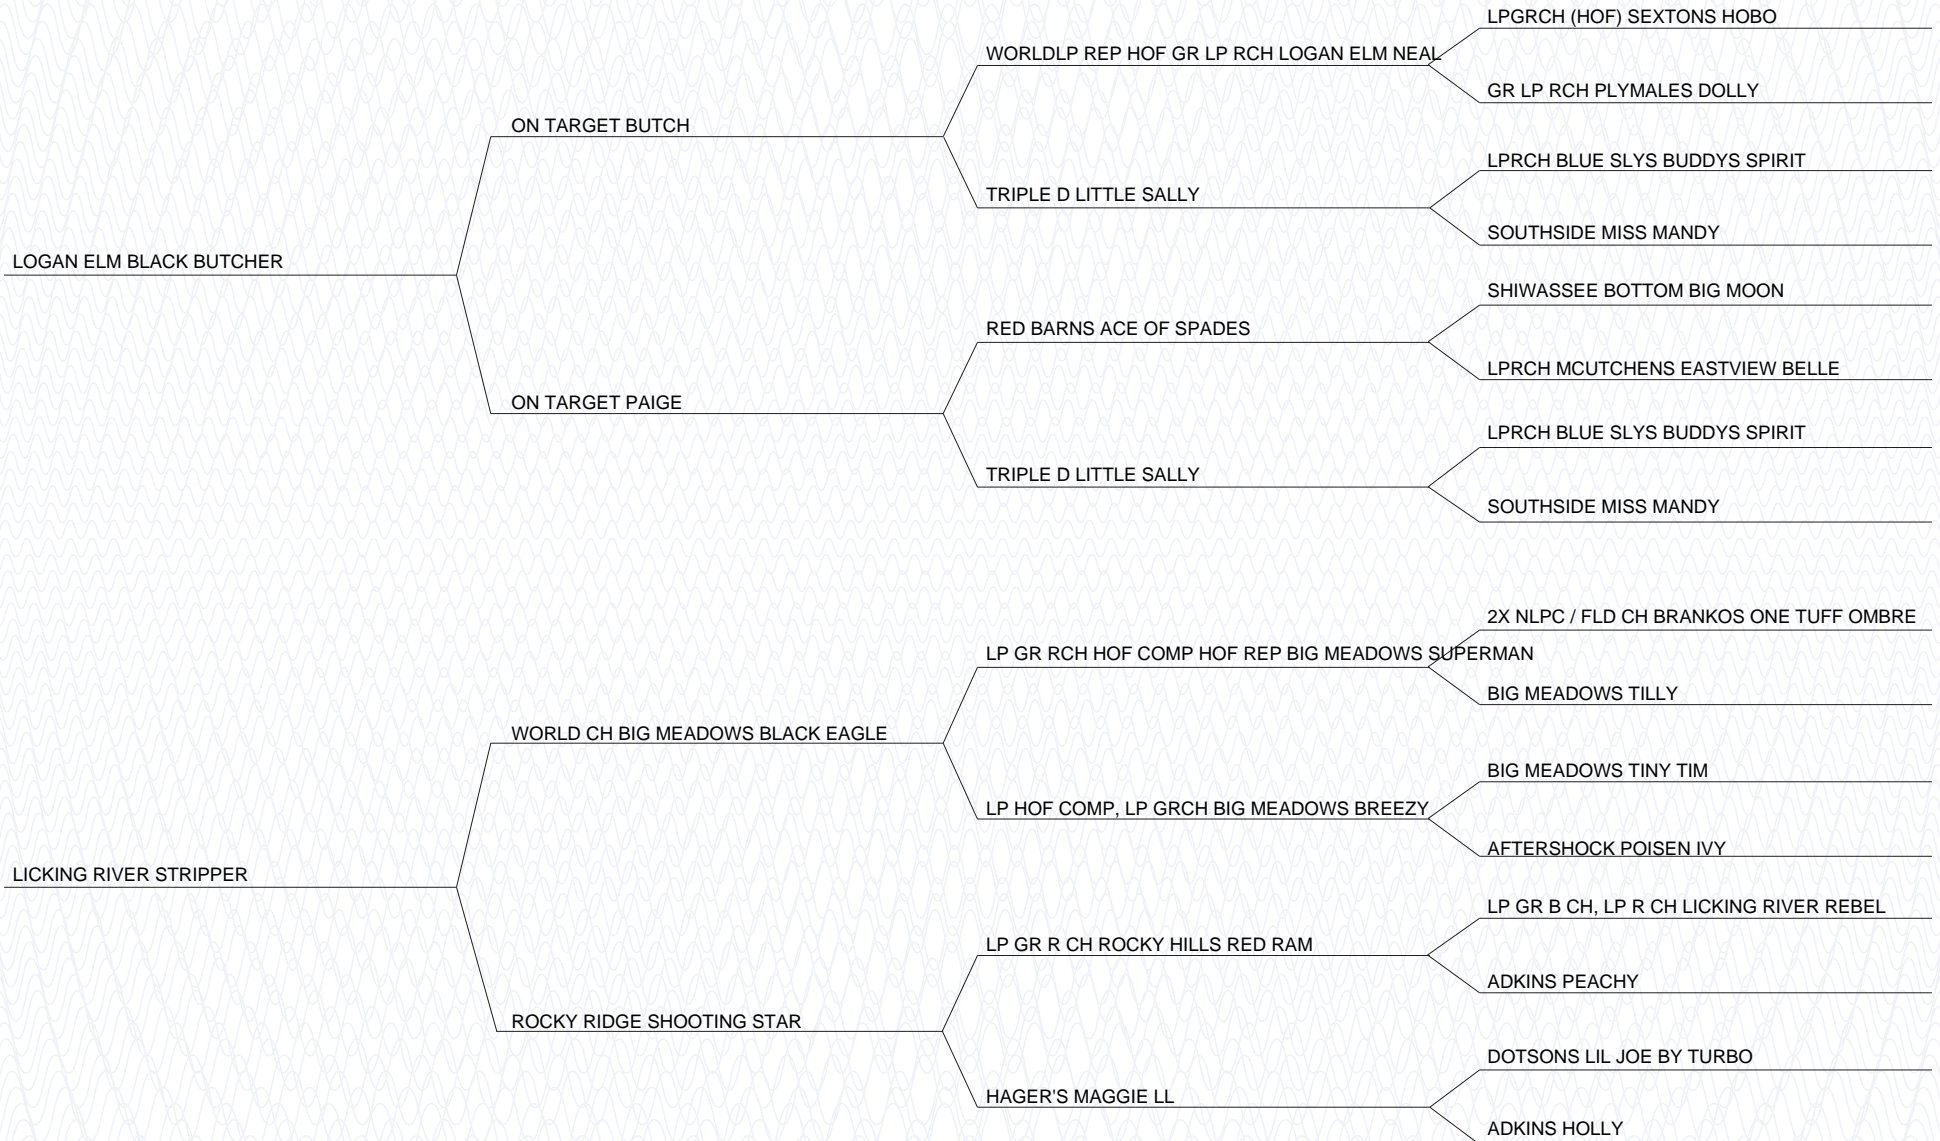 LPGRCH (HOF) SEXTONS HOBO
WORLDLP REP HOF GR LP RCH LOGAN ELM NEAL
GR LP RCH PLYMALES DOLLY
ON TARGET BUTCH
LPRCH BLUE SLYS BUDDYS SPIRIT
TRIPLE D LITTLE SALLY
SOUTHSIDE MISS MANDY
LOGAN ELM BLACK BUTCHER
SHIWASSEE BOTTOM BIG MOON
RED BARNS ACE OF SPADES
LPRCH MCUTCHENS EASTVIEW BELLE
ON TARGET PAIGE
LPRCH BLUE SLYS BUDDYS SPIRIT
TRIPLE D LITTLE SALLY
SOUTHSIDE MISS MANDY
2X NLPC / FLD CH BRANKOS ONE TUFF OMBRE
LP GR RCH HOF COMP HOF REP BIG MEADOWS SUPERMAN
BIG MEADOWS TILLY
WORLD CH BIG MEADOWS BLACK EAGLE
BIG MEADOWS TINY TIM
LP HOF COMP, LP GRCH BIG MEADOWS BREEZY
AFTERSHOCK POISEN IVY
LICKING RIVER STRIPPER
LP GR B CH, LP R CH LICKING RIVER REBEL
LP GR R CH ROCKY HILLS RED RAM
ADKINS PEACHY
ROCKY RIDGE SHOOTING STAR
DOTSONS LIL JOE BY TURBO
HAGER'S MAGGIE LL
ADKINS HOLLY